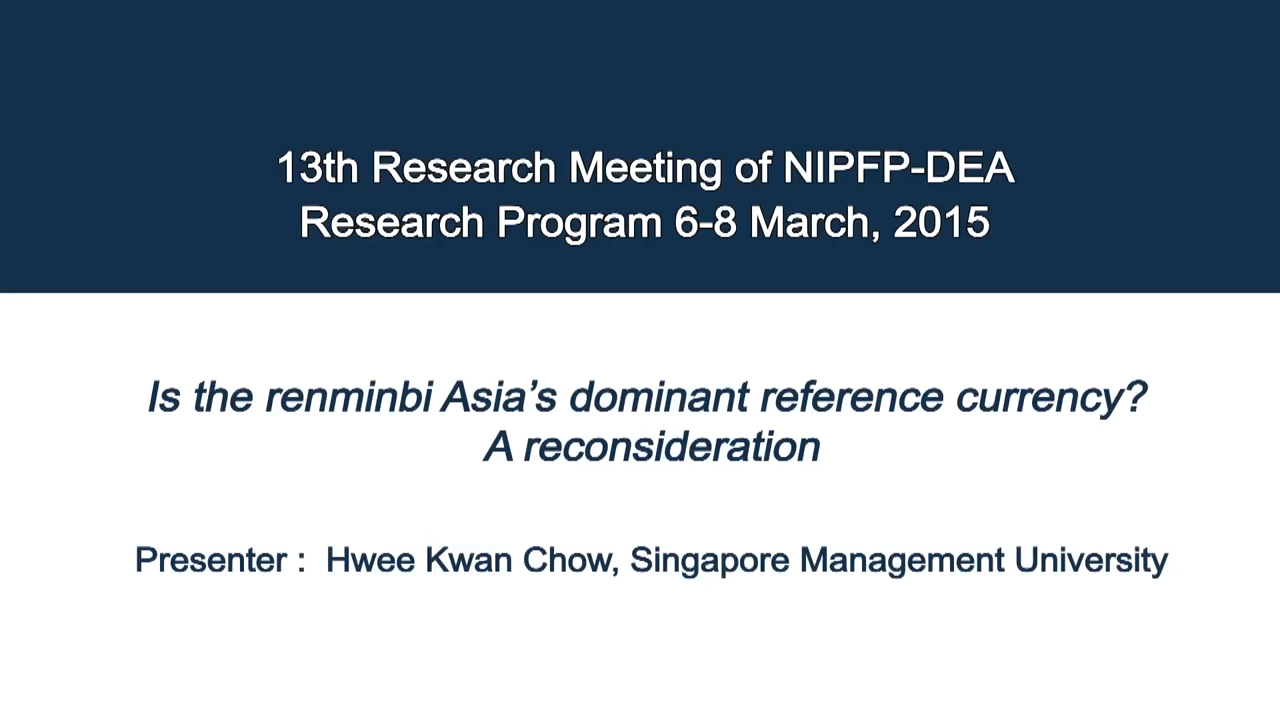 13th Research Meeting of NIPFP-DEA
Research Program 6-8 March, 2015
Is the renminbi Asia’s dominant reference currency?
A reconsideration
Presenter :  Hwee Kwan Chow, Singapore Management University